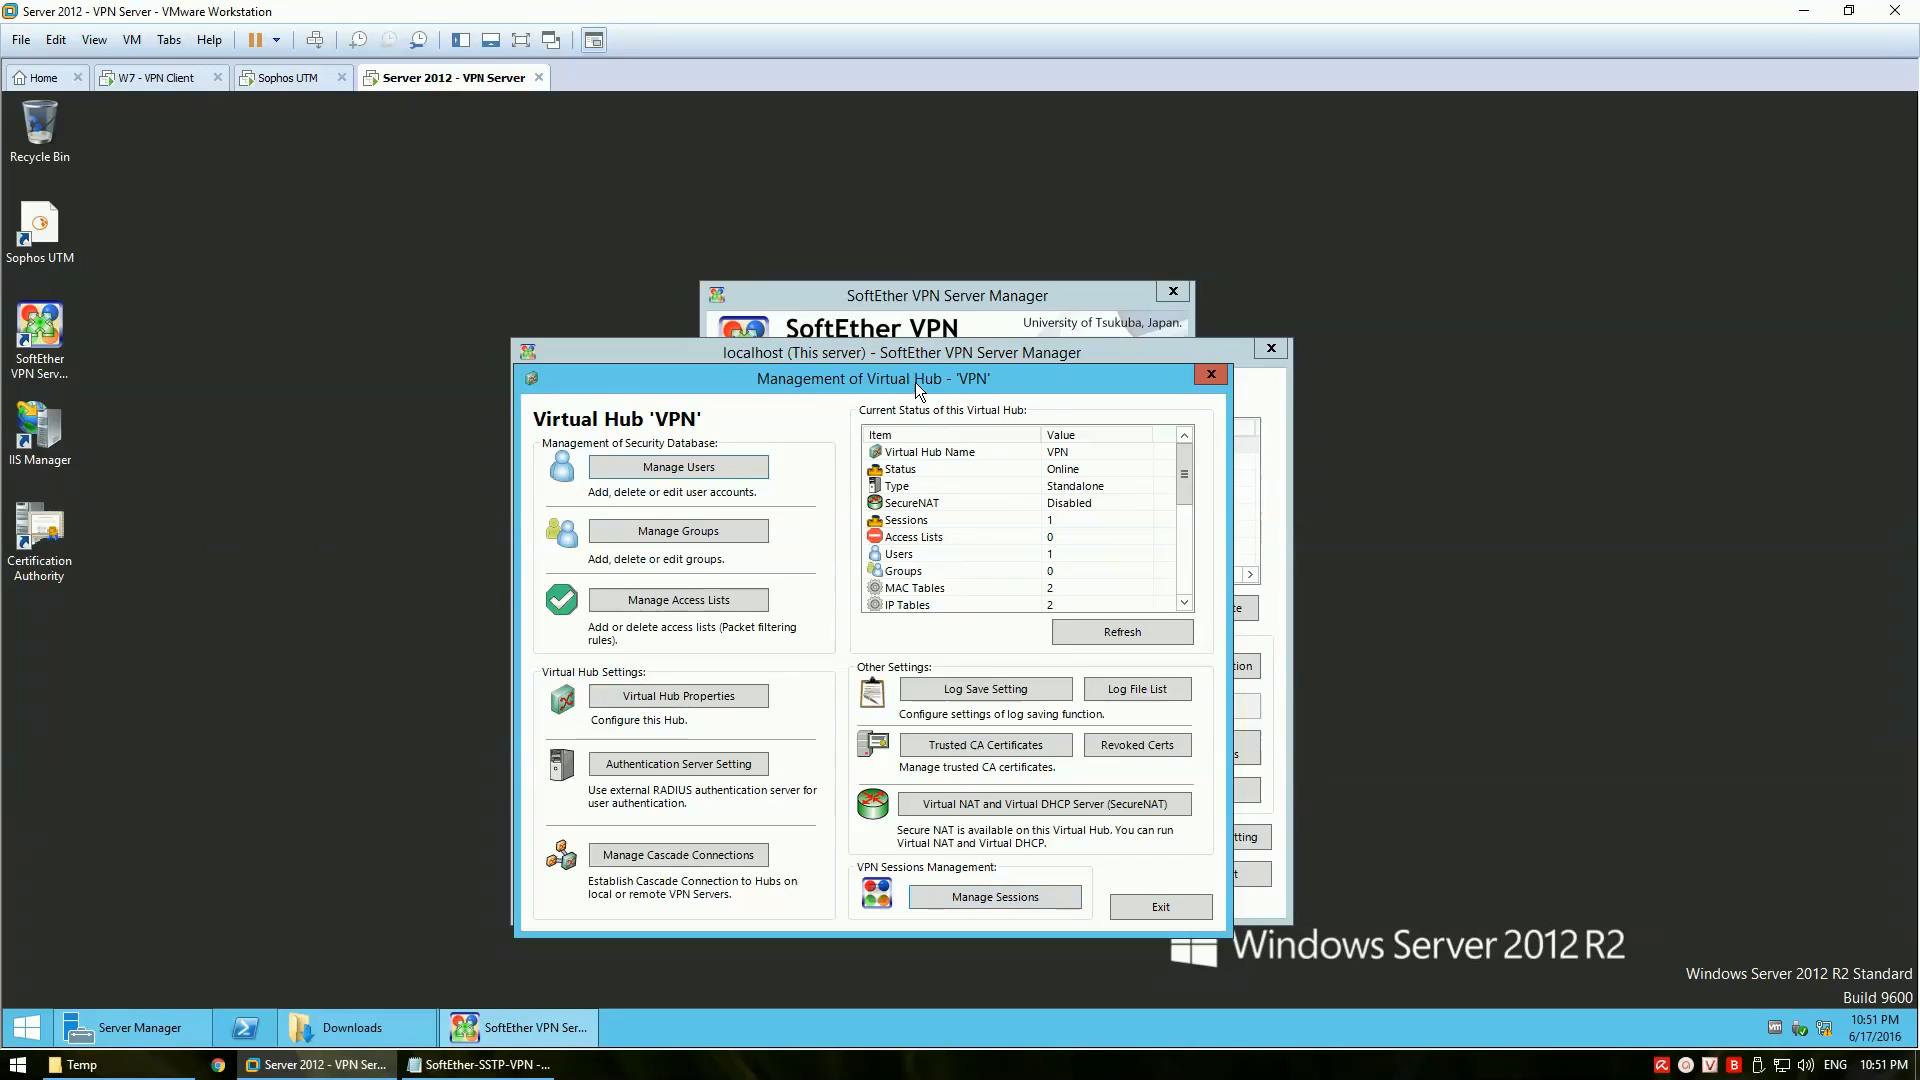 Server 2012 - VPN Server - VMware Workstation
File Edit View VM Tabs Help
Home W7 - VPN Client Sophos UTM Server 2012 - VPN Server
Recycle Bin
Sophos UTM
SoftEther
VPN Serv...
IIS Manager
Certification
Authority
SoftEther VPN Server Manager
SoftEther VPN
University of Tsukuba, Japan.
localhost (This server) - SoftEther VPN Server Manager
Management of Virtual Hub - 'VPN'
Virtual Hub 'VPN'
Management of Security Database:
Manage Users
Add, delete or edit user accounts.
Manage Groups
Add, delete or edit groups.
Manage Access Lists
Add or delete access lists (Packet filtering
rules).
Virtual Hub Settings:
Virtual Hub Properties
Configure this Hub.
Authentication Server Setting
Use external RADIUS authentication server for
user authentication.
Manage Cascade Connections
Establish Cascade Connection to Hubs on
local or remote VPN Servers.
Current Status of this Virtual Hub:
Item Value
Virtual Hub Name VPN
Status Online
Type Standalone
SecureNAT Disabled
Sessions 1
Access Lists 0
Users 1
Groups 0
MAC Tables 2
IP Tables 2
Refresh
Other Settings:
Log Save Setting Log File List
Configure settings of log saving function.
Trusted CA Certificates Revoked Certs
Manage trusted CA certificates.
Virtual NAT and Virtual DHCP Server (SecureNAT)
Secure NAT is available on this Virtual Hub. You can run
Virtual NAT and Virtual DHCP.
VPN Sessions Management:
Manage Sessions
Exit
te
tion
s
tting
t
Windows Server 2012 R2
Windows Server 2012 R2 Standard
Build 9600
Server Manager Downloads SoftEther VPN Ser...
10:51 PM
6/17/2016
Temp Server 2012 - VPN Ser... SoftEther-SSTP-VPN -...
ENG 10:51 PM